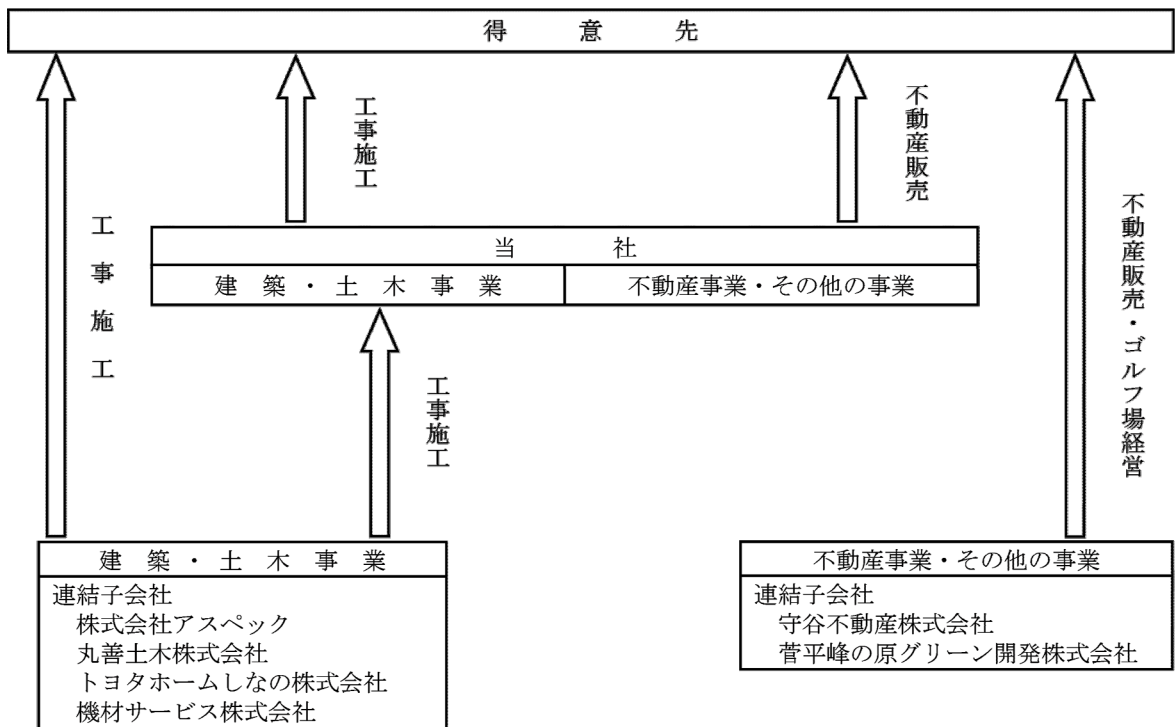 得意先
工事施工
不動産販売
工事施工
不動産販売・ゴルフ場経営
当社
建築・土木事業
不動産事業・その他の事業
工事施工
建築・土木事業
連結子会社
株式会社アスペック
丸善土木株式会社
トヨタホームしなの株式会社
機材サービス株式会社
不動産事業・その他の事業
連結子会社
守谷不動産株式会社
菅平峰の原グリーン開発株式会社